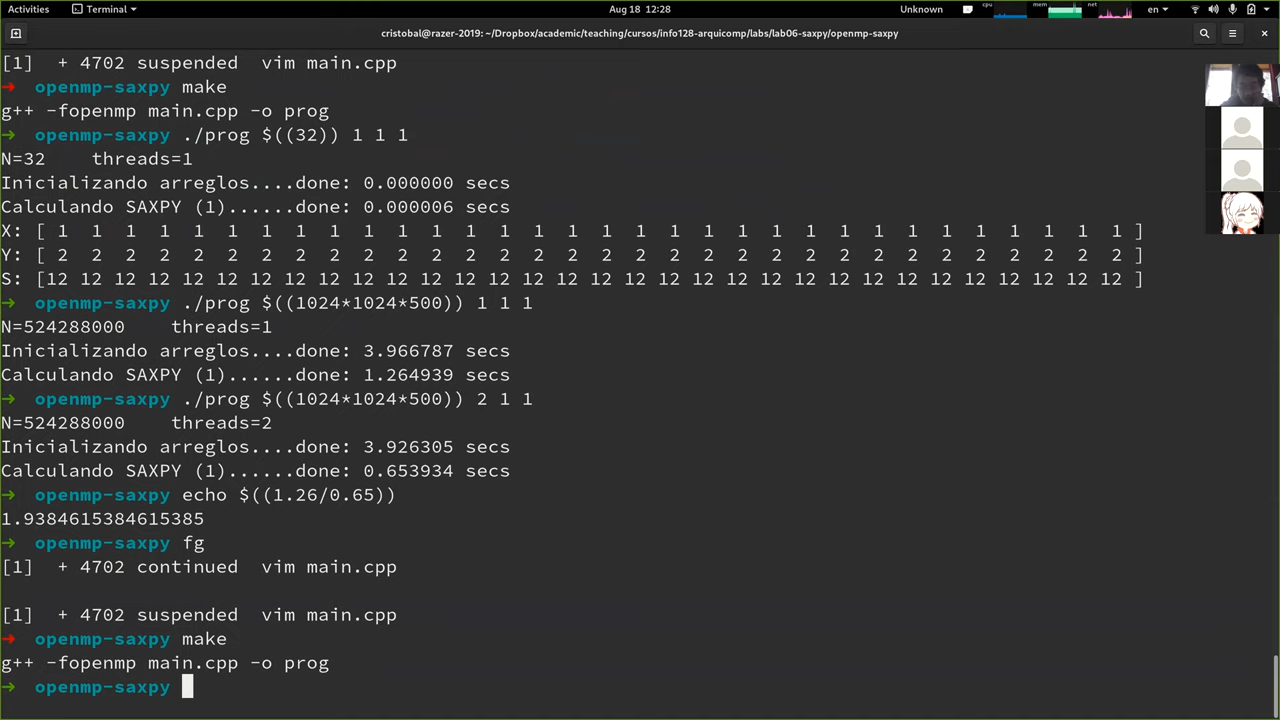 Activities
Terminal
Aug 18 12:28
Unknown
cpu
mem
net
en
cristobal@razer-2019: ~/Dropbox/academic/teaching/cursos/info128-arquicomp/labs/lab06-saxpy/openmp-saxpy
[1]  + 4702 suspended  vim main.cpp
➜  openmp-saxpy make
g++ -fopenmp main.cpp -o prog
➜  openmp-saxpy ./prog $((32)) 1 1 1
N=32    threads=1
Inicializando arreglos....done: 0.000000 secs
Calculando SAXPY (1)......done: 0.000006 secs
X: [ 1  1  1  1  1  1  1  1  1  1  1  1  1  1  1  1  1  1  1  1  1  1  1  1  1  1  1  1  1  1  1  1 ]
Y: [ 2  2  2  2  2  2  2  2  2  2  2  2  2  2  2  2  2  2  2  2  2  2  2  2  2  2  2  2  2  2  2  2 ]
S: [12 12 12 12 12 12 12 12 12 12 12 12 12 12 12 12 12 12 12 12 12 12 12 12 12 12 12 12 12 12 12 12 ]
➜  openmp-saxpy ./prog $((1024*1024*500)) 1 1 1
N=524288000    threads=1
Inicializando arreglos....done: 3.966787 secs
Calculando SAXPY (1)......done: 1.264939 secs
➜  openmp-saxpy ./prog $((1024*1024*500)) 2 1 1
N=524288000    threads=2
Inicializando arreglos....done: 3.926305 secs
Calculando SAXPY (1)......done: 0.653934 secs
➜  openmp-saxpy echo $((1.26/0.65))
1.9384615384615385
➜  openmp-saxpy fg
[1]  + 4702 continued  vim main.cpp
[1]  + 4702 suspended  vim main.cpp
➜  openmp-saxpy make
g++ -fopenmp main.cpp -o prog
➜  openmp-saxpy